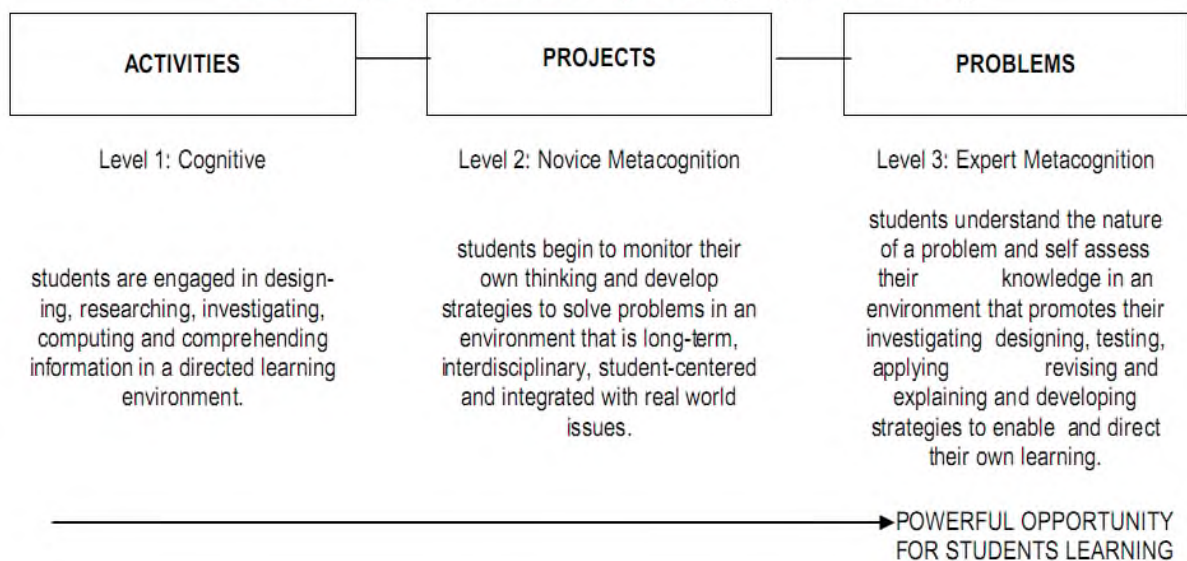 ACTIVITIES
PROJECTS
PROBLEMS
Level 1: Cognitive
Level 2: Novice Metacognition
Level 3: Expert Metacognition
students are engaged in design-
ing, researching, investigating,
computing and comprehending
information in a directed learning
environment.
students begin to monitor their
own thinking and develop
strategies to solve problems in an
environment that is long-term,
interdisciplinary, student-centered
and integrated with real world
issues.
students understand the nature
of a problem and self assess
their knowledge in an
environment that promotes their
investigating designing, testing,
applying revising and
explaining and developing
strategies to enable and direct
their own learning.
POWERFUL OPPORTUNITY
FOR STUDENTS LEARNING